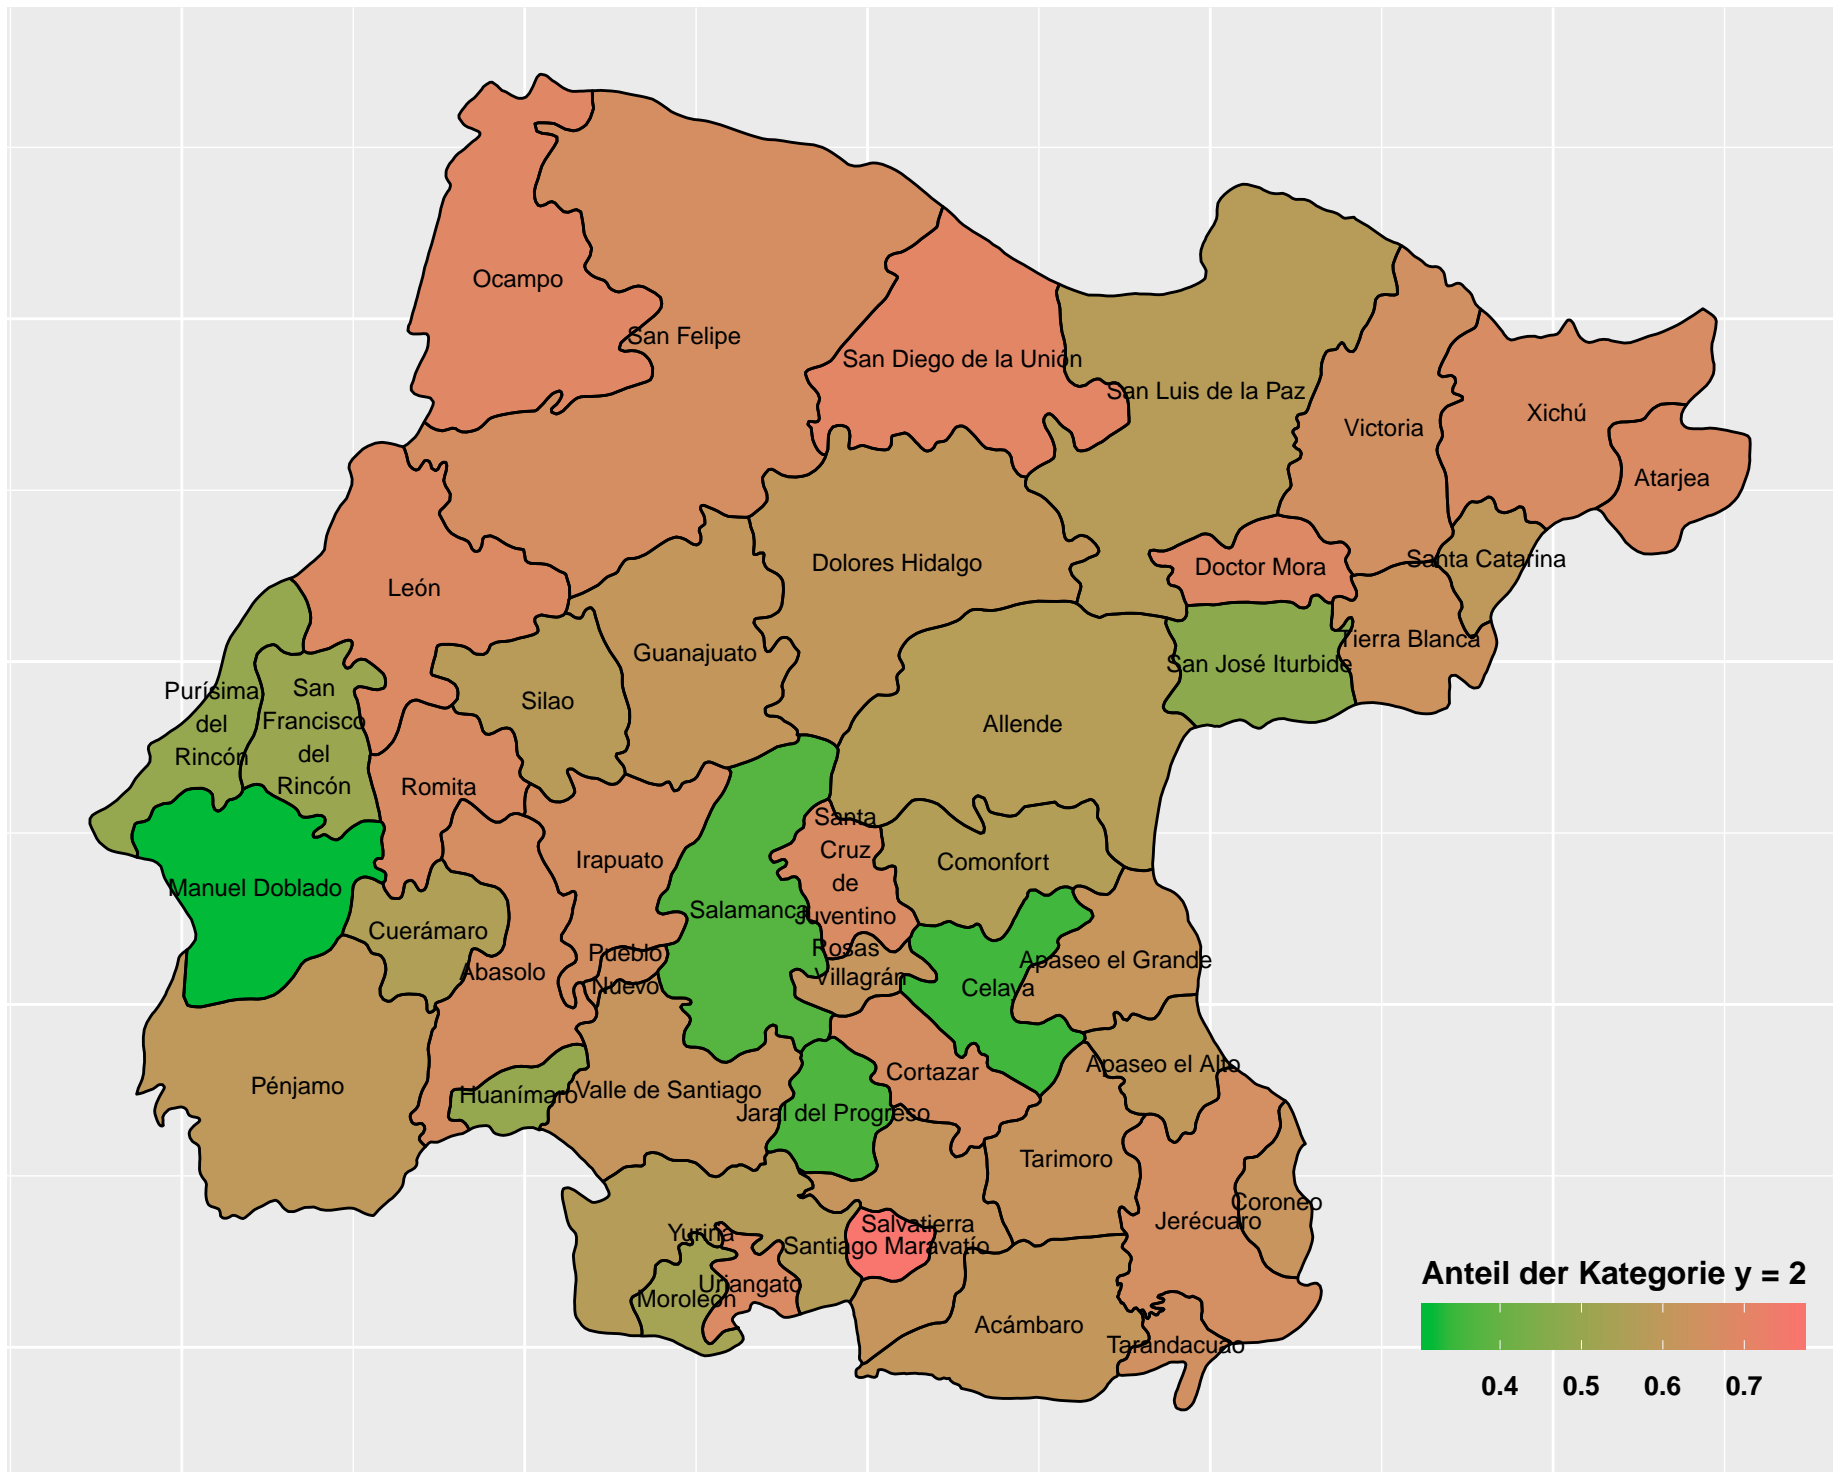 Ocampo
San Felipe
San Diego de la Unión
San Luis de la Paz
Victoria
Xichú
Atarjea
Santa Catarina
Doctor Mora
Dolores Hidalgo
León
Tierra Blanca
San José Iturbide
Guanajuato
Silao
Allende
Purísima
del
Rincón
San
Francisco
del
Rincón
Romita
Irapuato
Santa
Cruz
de
Juventino
Rosas
Comonfort
Manuel Doblado
Salamanca
Cuerámaro
Abasolo
Pueblo
Nuevo
Villagrán
Celaya
Apaseo el Grande
Apaseo el Alto
Cortazar
Pénjamo
Huanímaro
Valle de Santiago
Jaral del Progreso
Tarimoro
Coroneo
Jerécuaro
Salvatierra
Santiago Maravatío
Yuriria
Uriangato
Moroleón
Acámbaro
Tarandacuao
Anteil der Kategorie y = 2
0.4 0.5 0.6 0.7